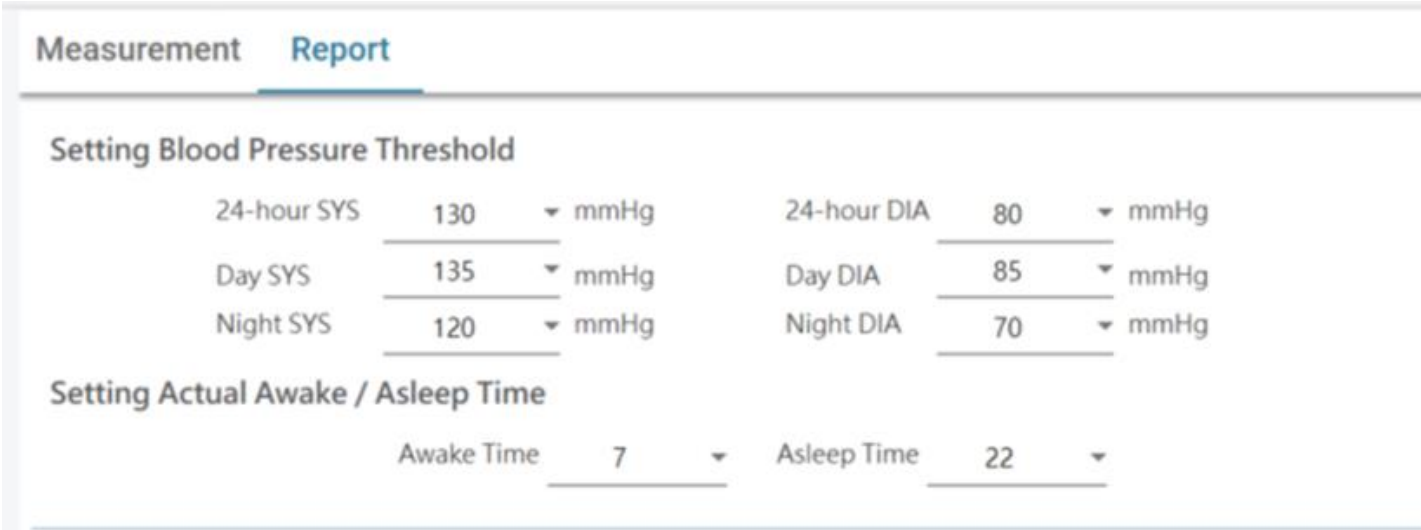 Measurement Report
Setting Blood Pressure Threshold
24-hour SYS 130 mmHg 24-hour DIA 80 mmHg
Day SYS 135 mmHg Day DIA 85 mmHg
Night SYS 120 mmHg Night DIA 70 mmHg
Setting Actual Awake / Asleep Time
Awake Time 7 Asleep Time 22